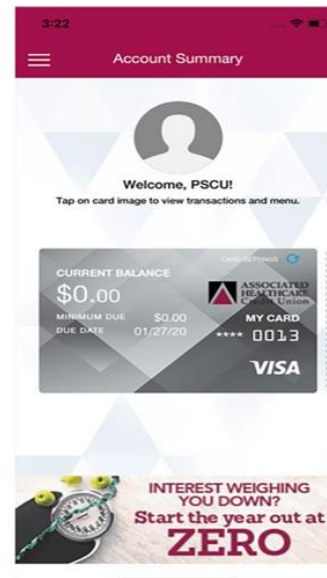 3:22
Account Summary
Welcome, PSCU!
Tap on card image to view transactions and menu.
CARD SETTINGS
CURRENT BALANCE
$0.00
ASSOCIATED
HEALTHCARE
Credit Union
MINIMUM DUE $0.00
MY CARD
DUE DATE 01/27/20
**** 0013
VISA
INTEREST WEIGHING
YOU DOWN?
Start the year out at
ZERO